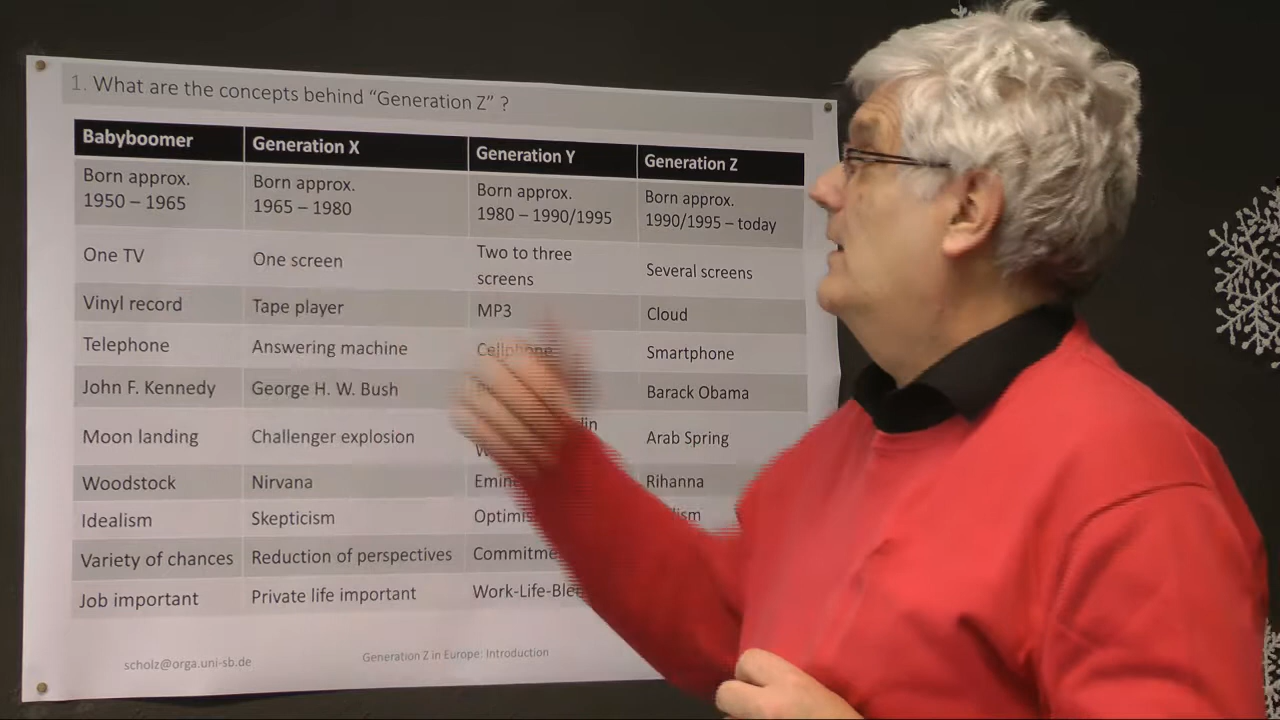 1. What are the concepts behind “Generation Z” ?
Babyboomer Generation X Generation Y Generation Z
Born approx. Born approx. Born approx. Born approx.
1950 – 1965 1965 – 1980 1980 – 1990/1995 1990/1995 – today
One TV One screen Two to three Several screens
screens
Vinyl record Tape player MP3 Cloud
Telephone Answering machine Cellphone Smartphone
John F. Kennedy George H. W. Bush Barack Obama
Moon landing Challenger explosion Arab Spring
Woodstock Nirvana Rihanna
Idealism Skepticism
Variety of chances Reduction of perspectives
Job important Private life important
scholz@orga.uni-sb.de Generation Z in Europe: Introduction